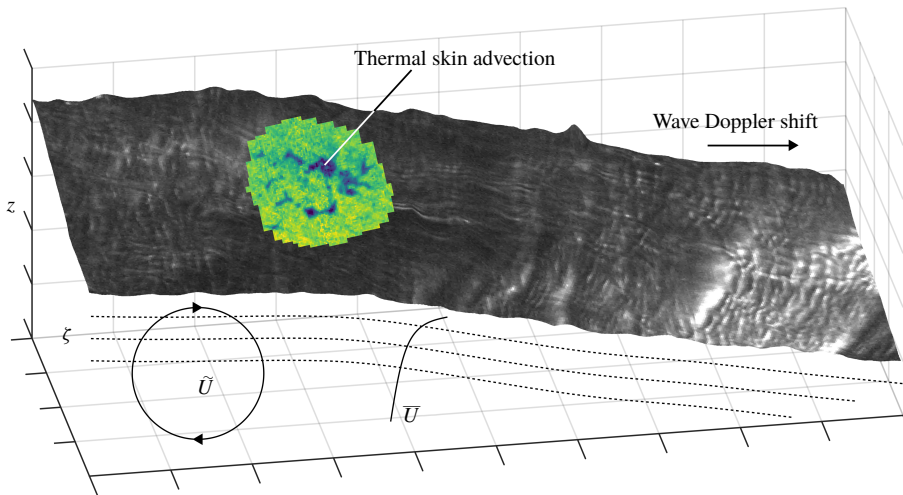 Thermal skin advection
Wave Doppler shift
z
ζ
Ũ
U̅